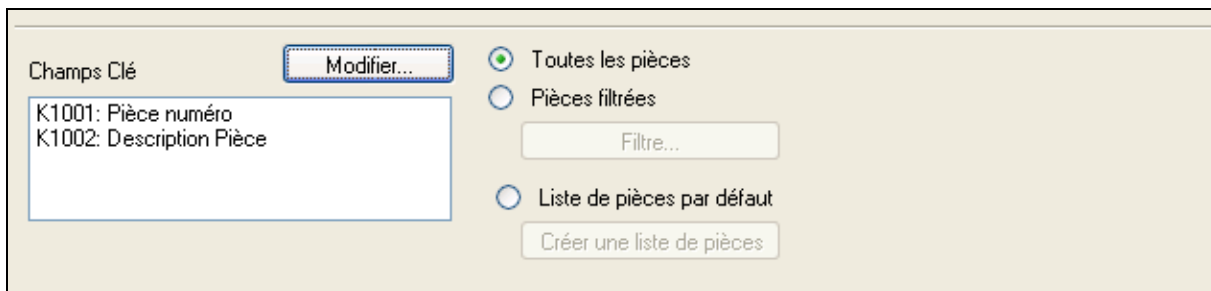 Champs Clé
Modifier...
K1001: Pièce numéro
K1002: Description Pièce
Toutes les pièces
Pièces filtrées
Filtre...
Liste de pièces par défaut
Créer une liste de pièces